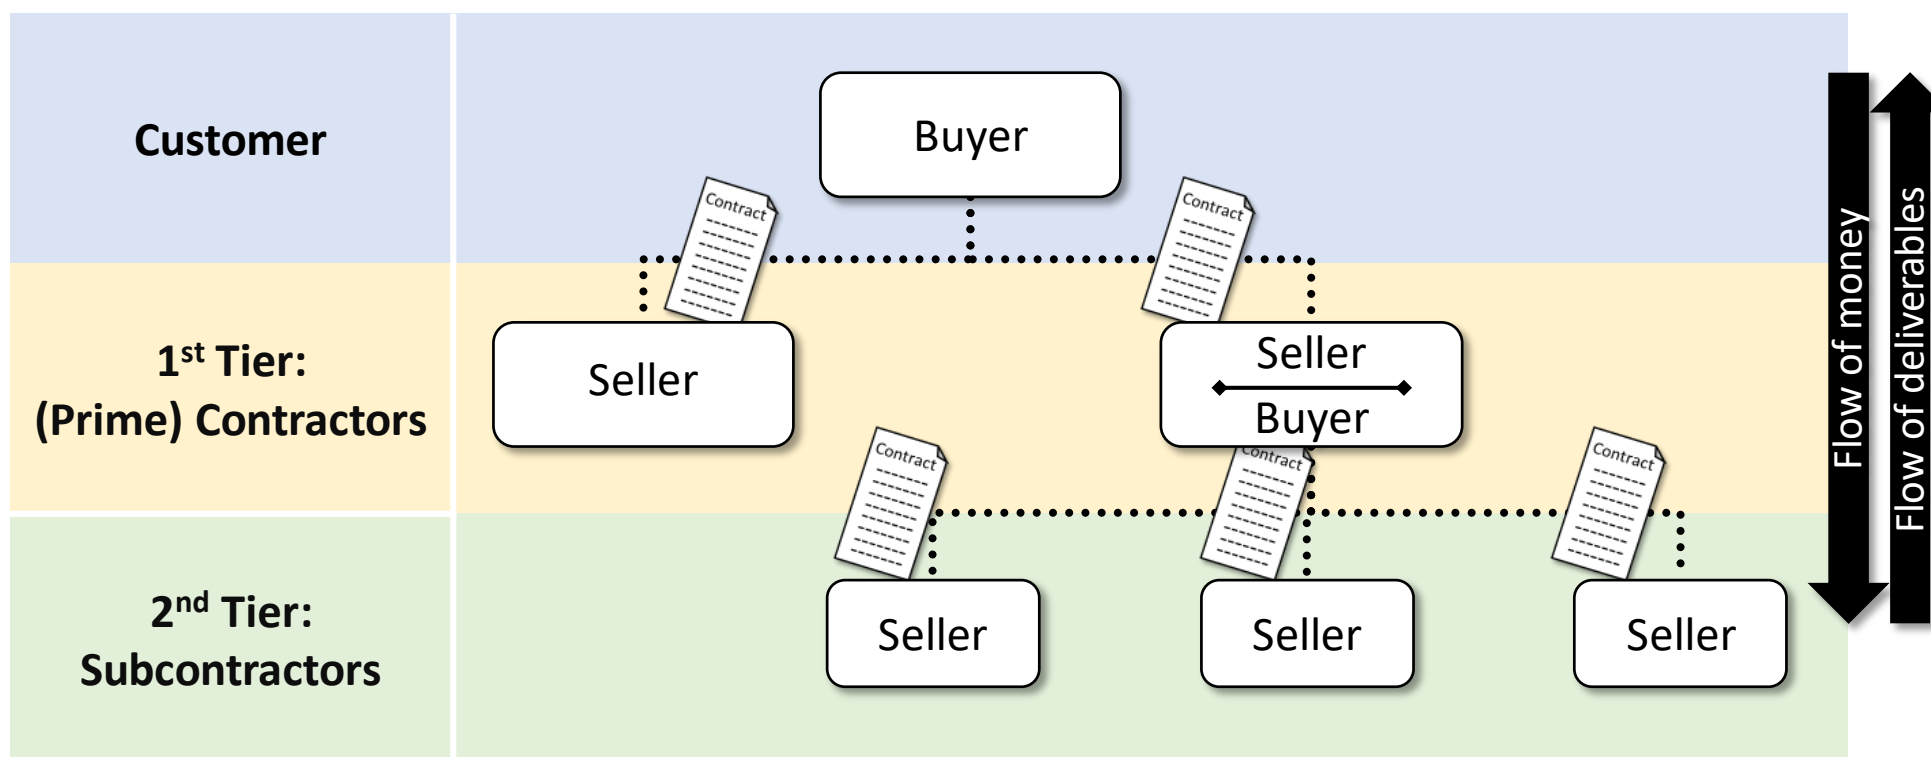 Customer
Buyer
Contract
Contract
1st Tier:
(Prime) Contractors
Seller
Seller
Buyer
Contract
Contract
Contract
2nd Tier:
Subcontractors
Seller
Seller
Seller
Flow of money
Flow of deliverables